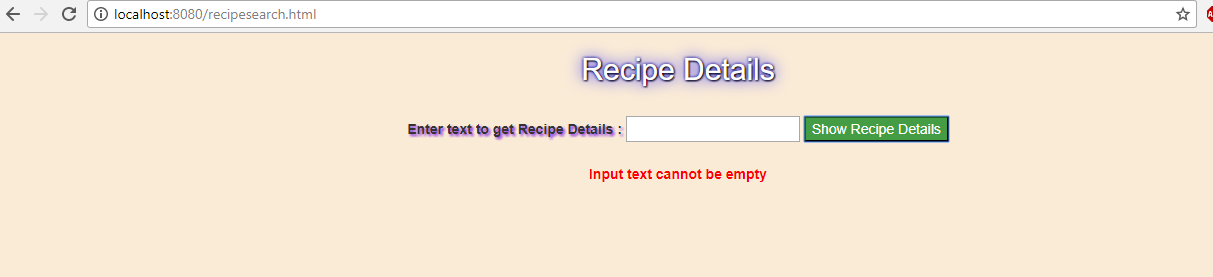 localhost:8080/recipesearch.html
Recipe Details
Enter text to get Recipe Details : Show Recipe Details
Input text cannot be empty